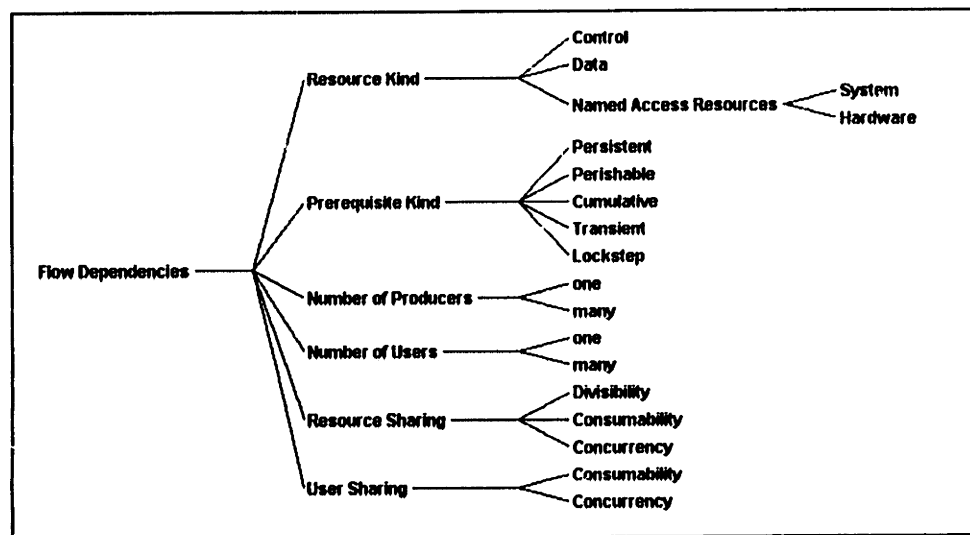 Control
Data
Resource Kind
Named Access Resources
System
Hardware
Persistent
Perishable
Prerequisite Kind
Cumulative
Transient
Lockstep
Flow Dependencies
Number of Producers
one
many
Number of Users
one
many
Resource Sharing
Divisibility
Consumability
Concurrency
User Sharing
Consumability
Concurrency